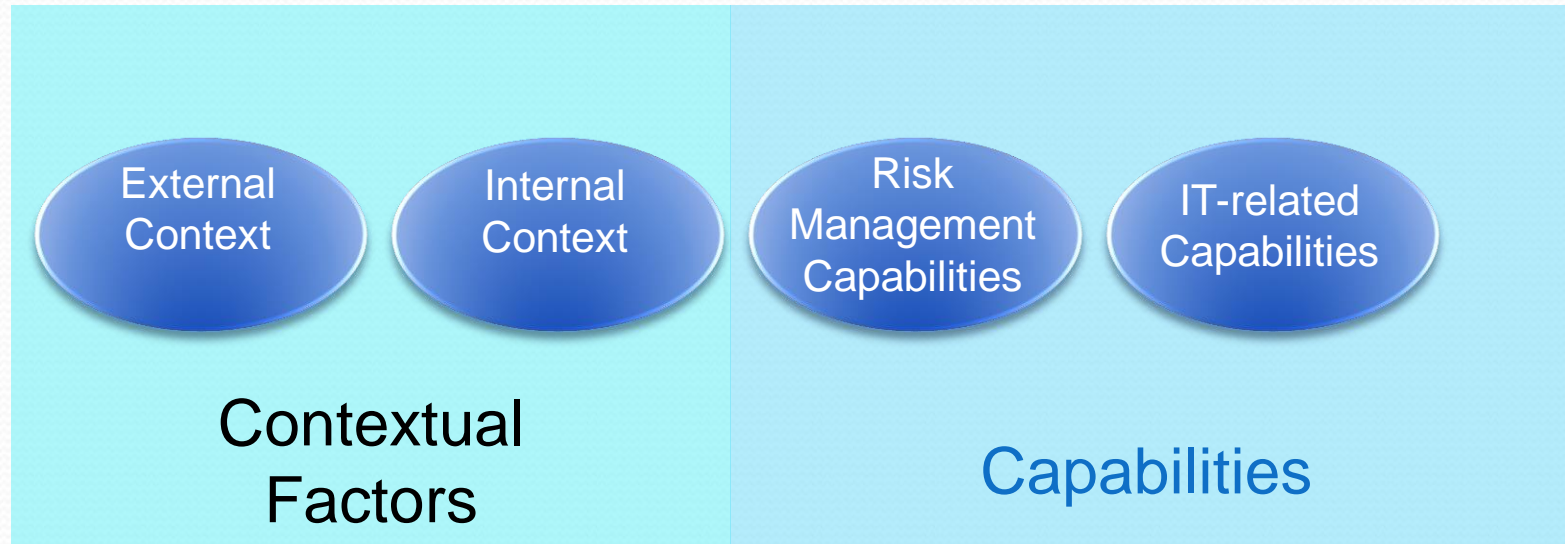 External
Context
Internal
Context
Risk
Management
Capabilities
IT-related
Capabilities
Contextual
Factors
Capabilities